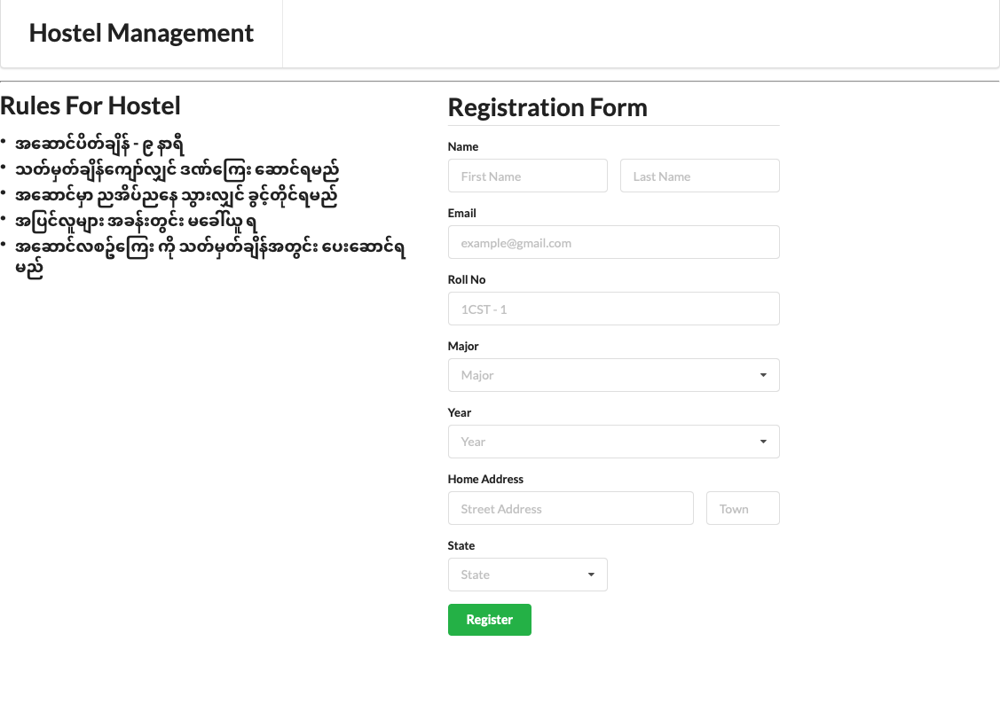 Hostel Management
Rules For Hostel
• အဆောင်ပိတ်ချိန် - ၉ နာရီ
• သတ်မှတ်ချိန်ကျော်လျှင် ဒဏ်ကြေး ဆောင်ရမည်
• အဆောင်မှာ ညအိပ်ညနေ သွားလျှင် ခွင့်တိုင်ရမည်
• အပြင်လူများ အခန်းတွင်း မခေါ်ယူ ရ
• အဆောင်လစဥ်ကြေး ကို သတ်မှတ်ချိန်အတွင်း ပေးဆောင်ရ
မည်
Registration Form
Name
First Name Last Name
Email
example@gmail.com
Roll No
1CST - 1
Major
Major
Year
Year
Home Address
Street Address Town
State
State
Register